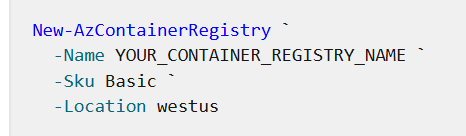 New-AzContainerRegistry `
-Name YOUR_CONTAINER_REGISTRY_NAME `
-Sku Basic `
-Location westus